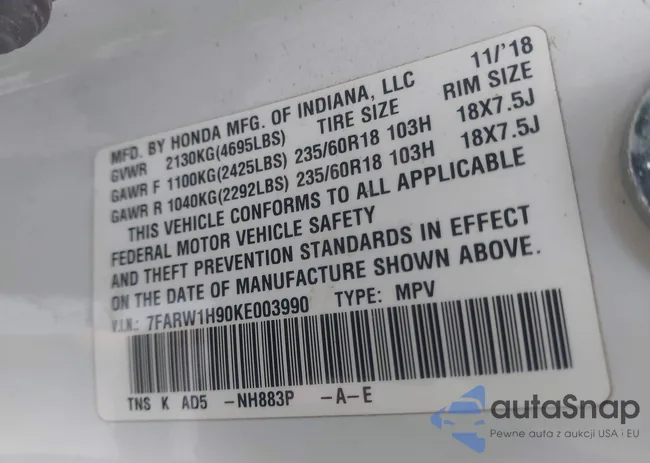 11/'18
MFD. BY HONDA MFG. OF INDIANA, LLC
GVWR 2130KG(4695LBS) TIRE SIZE RIM SIZE
GAWR F 1100KG(2425LBS) 235/60R18 103H 18X7.5J
GAWR R 1040KG(2292LBS) 235/60R18 103H 18X7.5J
THIS VEHICLE CONFORMS TO ALL APPLICABLE
FEDERAL MOTOR VEHICLE SAFETY
AND THEFT PREVENTION STANDARDS IN EFFECT
ON THE DATE OF MANUFACTURE SHOWN ABOVE.
V.I.N.: 7FARW1H90KE003990 TYPE: MPV
TNS K AD5 -NH883P -A-E
autaSnap
Pewne auta z aukcji USA i EU